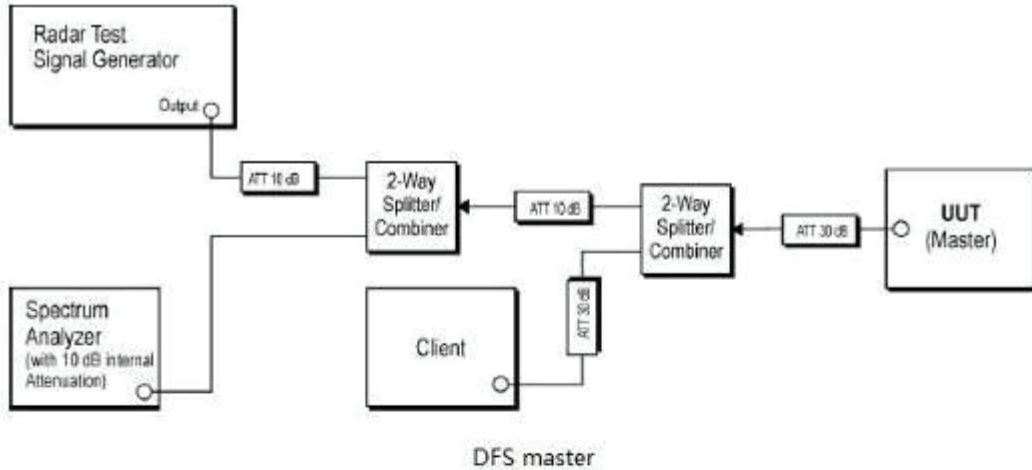 Radar Test
Signal Generator
Output
ATT 10 dB
2-Way
Splitter/
Combiner
ATT 10 dB
2-Way
Splitter/
Combiner
ATT 30 dB
UUT
(Master)
Spectrum
Analyzer
(with 10 dB internal
Attenuation)
Client
ATT 30 dB
DFS master